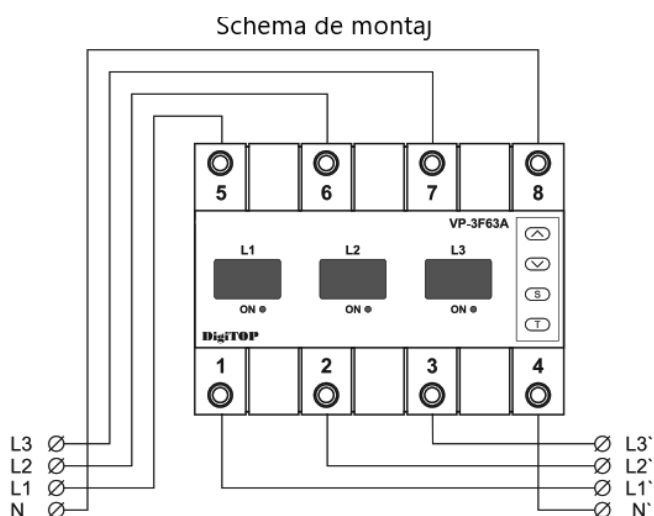 Schema de montaj
5 6 7 8
VP-3F63A
L1 L2 L3
ON ON ON
S
T
DigiTOP
1 2 3 4
L3 L3`
L2 L2`
L1 L1`
N N`